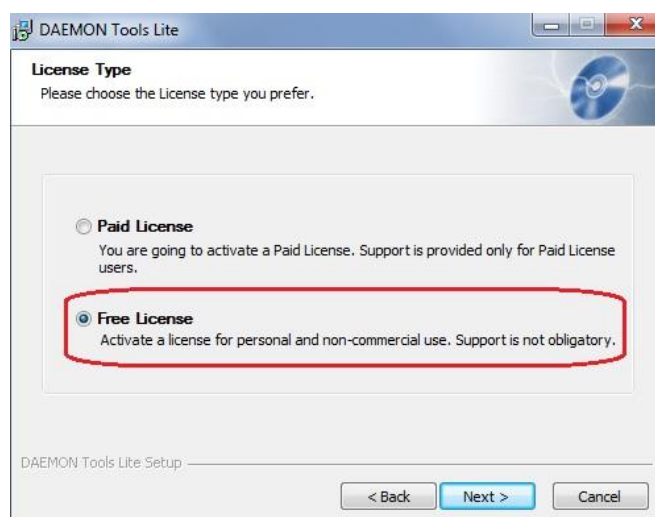 DAEMON Tools Lite
License Type
Please choose the License type you prefer.
Paid License
You are going to activate a Paid License. Support is provided only for Paid License
users.
Free License
Activate a license for personal and non-commercial use. Support is not obligatory.
DAEMON Tools Lite Setup
< Back
Next >
Cancel